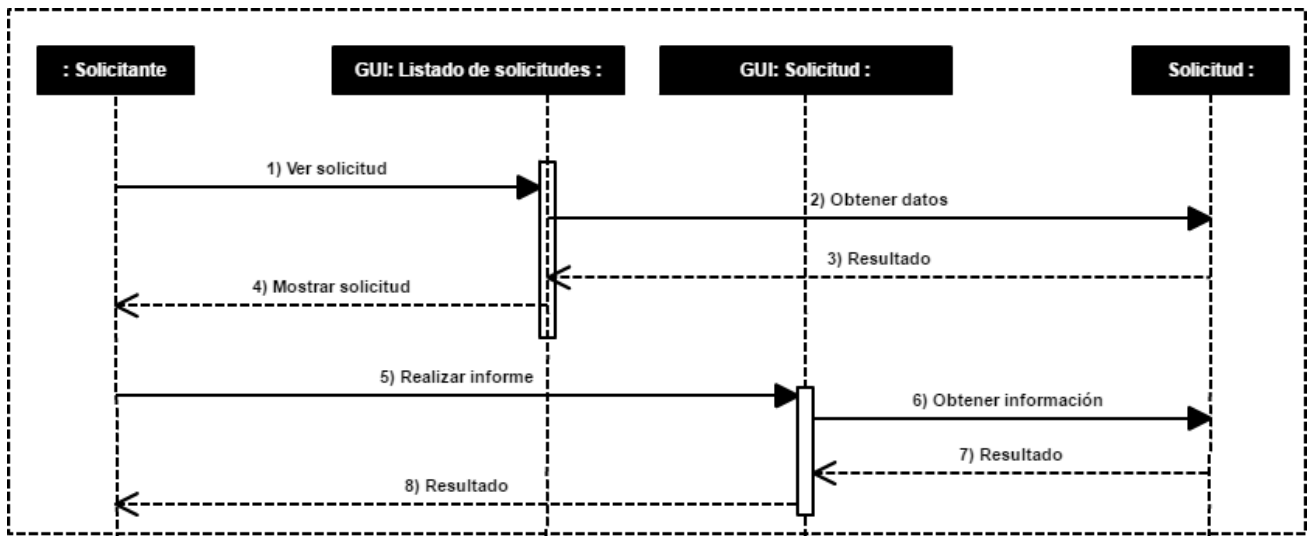 : Solicitante
GUI: Listado de solicitudes :
GUI: Solicitud :
Solicitud :
1) Ver solicitud
2) Obtener datos
3) Resultado
4) Mostrar solicitud
5) Realizar informe
6) Obtener información
7) Resultado
8) Resultado